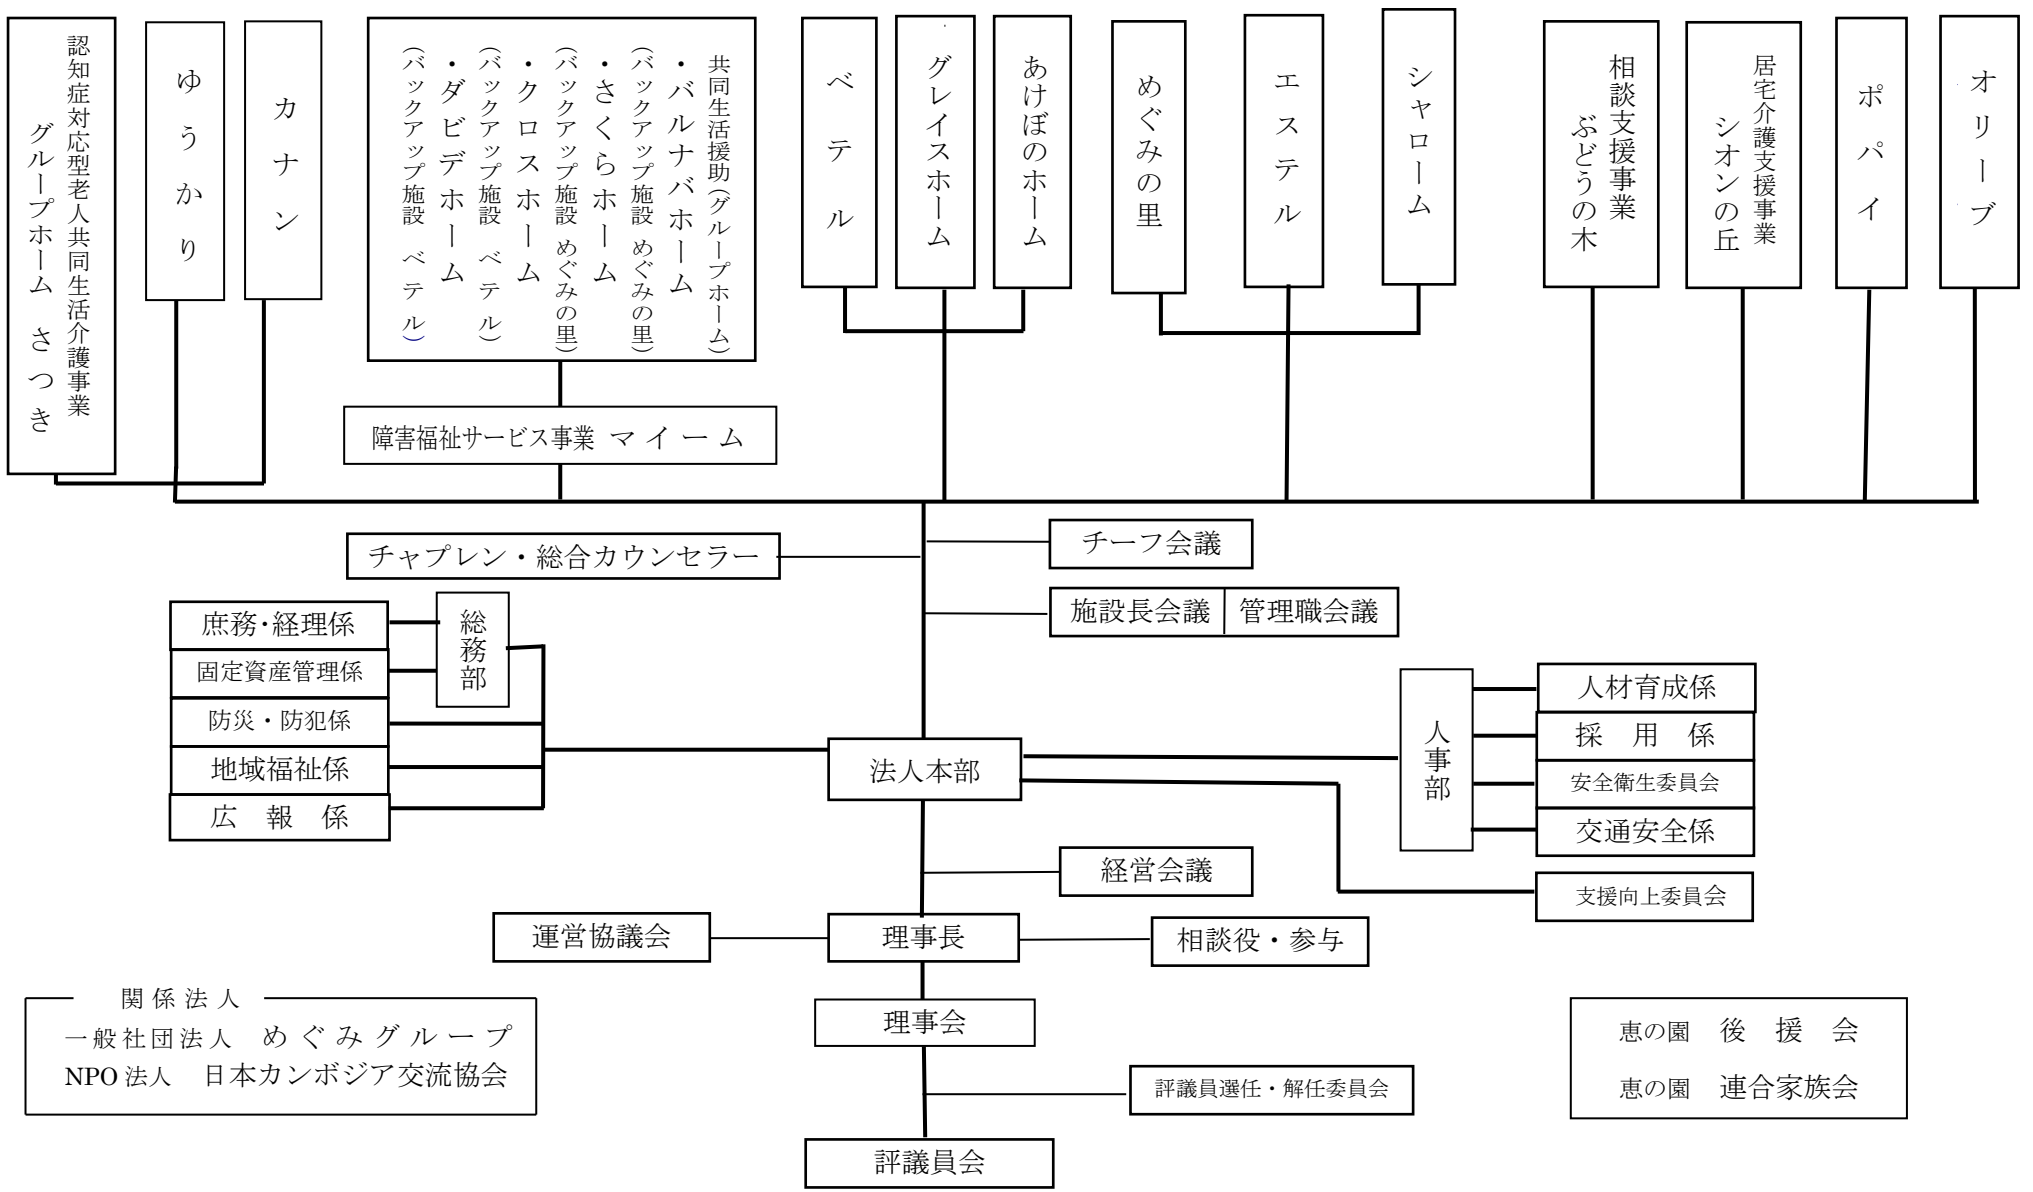 認知症対応型老人共同生活介護事業
グループホーム さつき
ゆうかり
カナン
共同生活援助(グループホーム)
・バルナバホーム
(バックアップ施設 めぐみの里)
・さくらホーム
(バックアップ施設 めぐみの里)
・クロスホーム
(バックアップ施設 ベテル)
・ダビデホーム
(バックアップ施設 ベテル)
ベテル
グレイスホーム
あけぼのホーム
めぐみの里
エステル
シャローム
相談支援事業
ぶどうの木
居宅介護支援事業
シオンの丘
ポパイ
オリーブ
障害福祉サービス事業 マイーム
チャプレン・総合カウンセラー
チーフ会議
施設長会議 管理職会議
総務部
庶務・経理係
固定資産管理係
防災・防犯係
地域福祉係
広 報 係
法人本部
人事部
人材育成係
採 用 係
安全衛生委員会
交通安全係
支援向上委員会
経営会議
運営協議会
理事長
相談役・参与
理事会
評議員選任・解任委員会
評議員会
関係法人
一般社団法人 めぐみグループ
NPO法人 日本カンボジア交流協会
恵の園 後 援 会
恵の園 連合家族会